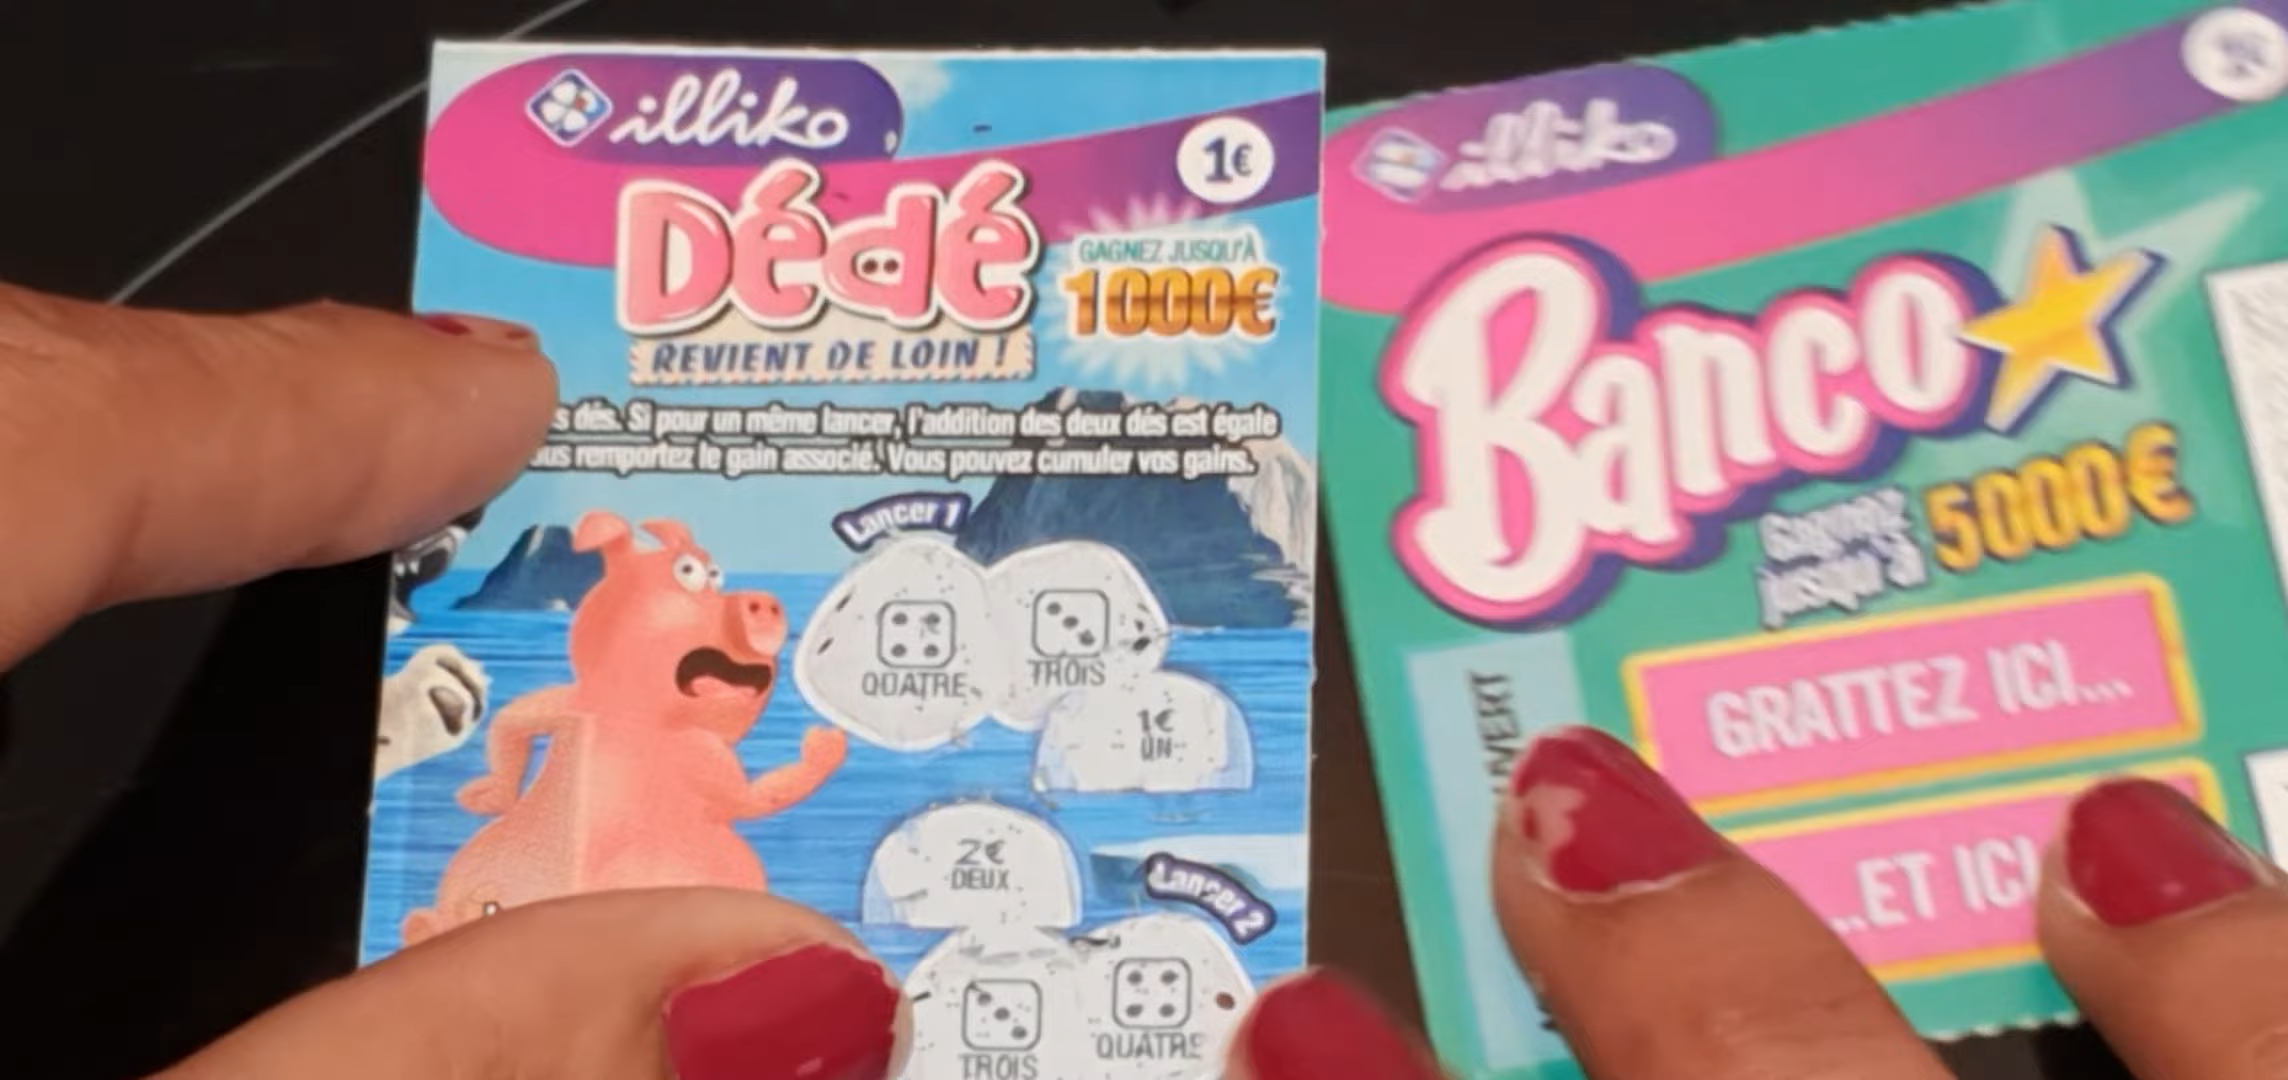 illiko
1€
Dédé
REVIENT DE LOIN !
GAGNEZ JUSQU'À
1000€
s dés. Si pour un même lancer, l'addition des deux dés est égale
us remportez le gain associé. Vous pouvez cumuler vos gains.
Lancer 1
QUATRE
TROIS
1€
UN
2€
DEUX
Lancer 2
TROIS
QUATRE
illiko
Banco
Gagnez
jusqu'à
5000€
GRATTEZ ICI...
...ET ICI